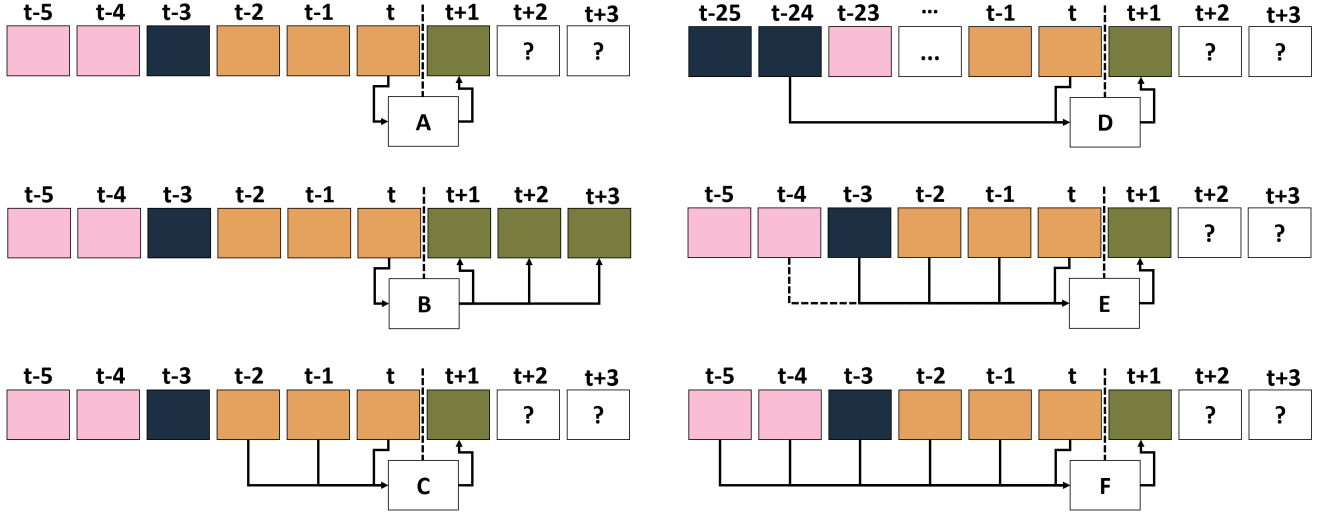 t-5 t-4 t-3 t-2 t-1 t t+1 t+2 t+3
? ?
A
t-25 t-24 t-23 ... t-1 t t+1 t+2 t+3
... ? ?
D
t-5 t-4 t-3 t-2 t-1 t t+1 t+2 t+3
B
t-5 t-4 t-3 t-2 t-1 t t+1 t+2 t+3
? ?
E
t-5 t-4 t-3 t-2 t-1 t t+1 t+2 t+3
? ?
C
t-5 t-4 t-3 t-2 t-1 t t+1 t+2 t+3
? ?
F